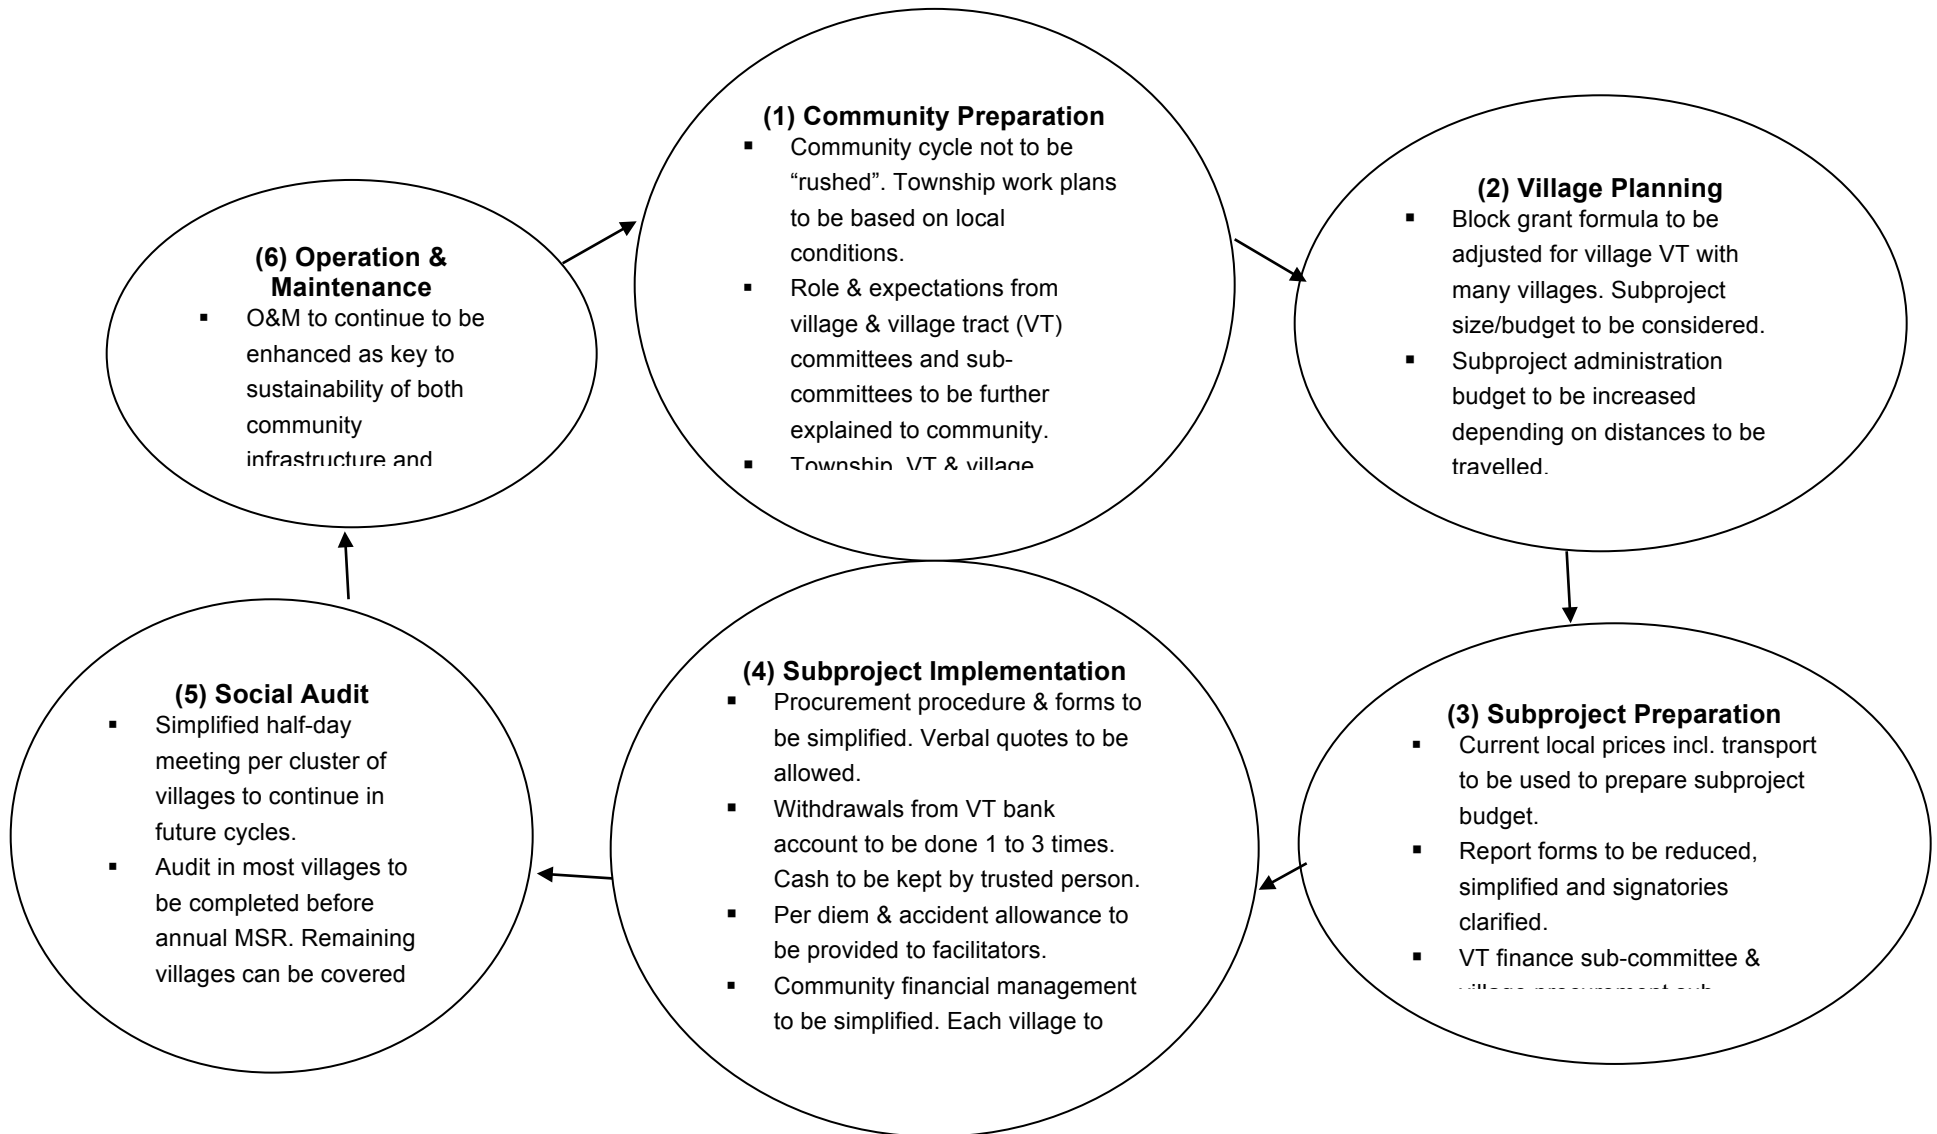 (1) Community Preparation
▪ Community cycle not to be
“rushed”. Township work plans
to be based on local
conditions.
▪ Role & expectations from
village & village tract (VT)
committees and sub-
committees to be further
explained to community.
▪ Township, VT & village
(2) Village Planning
▪ Block grant formula to be
adjusted for village VT with
many villages. Subproject
size/budget to be considered.
▪ Subproject administration
budget to be increased
depending on distances to be
travelled.
(3) Subproject Preparation
▪ Current local prices incl. transport
to be used to prepare subproject
budget.
▪ Report forms to be reduced,
simplified and signatories
clarified.
▪ VT finance sub-committee &
village procurement sub-
(4) Subproject Implementation
▪ Procurement procedure & forms to
be simplified. Verbal quotes to be
allowed.
▪ Withdrawals from VT bank
account to be done 1 to 3 times.
Cash to be kept by trusted person.
▪ Per diem & accident allowance to
be provided to facilitators.
▪ Community financial management
to be simplified. Each village to
(5) Social Audit
▪ Simplified half-day
meeting per cluster of
villages to continue in
future cycles.
▪ Audit in most villages to
be completed before
annual MSR. Remaining
villages can be covered
(6) Operation &
Maintenance
▪ O&M to continue to be
enhanced as key to
sustainability of both
community
infrastructure and